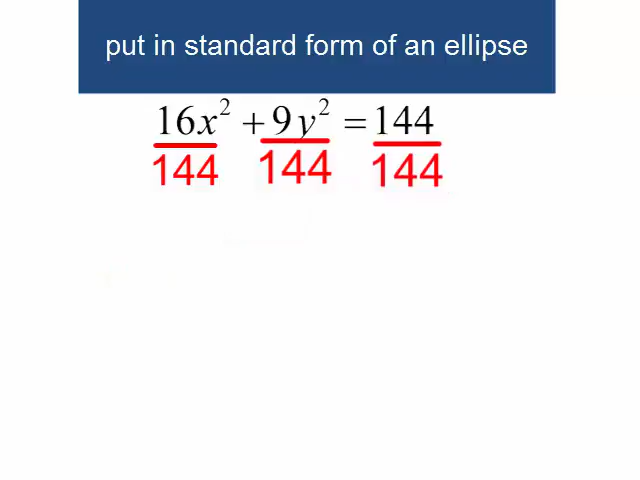 put in standard form of an ellipse
16x² + 9y² = 144
144 144 144